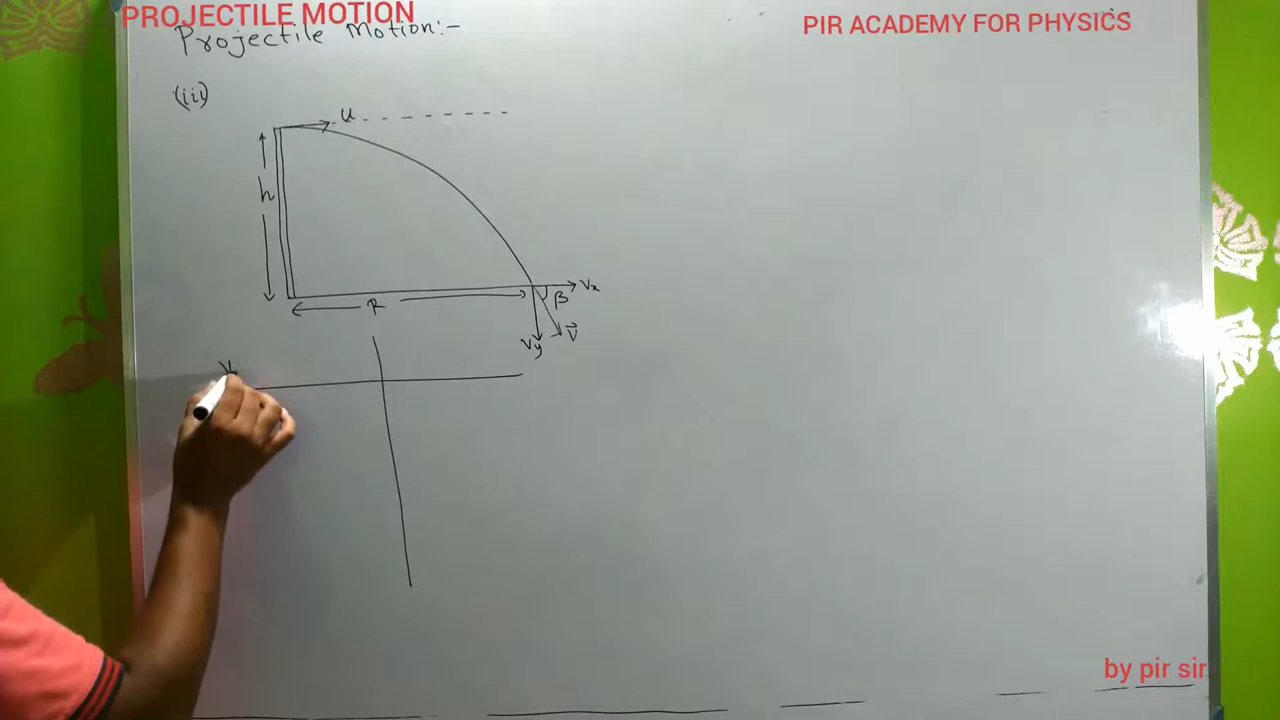 PROJECTILE MOTION
PIR ACADEMY FOR PHYSICS
Projectile Motion:-
(ii)
u
h
R
Vx
β
Vy
V⃗
by pir sir